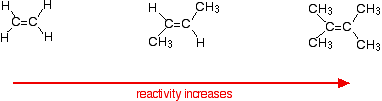 H H
C=C
H H
H CH3
C=C
CH3 H
CH3 CH3
C=C
CH3 CH3
reactivity increases